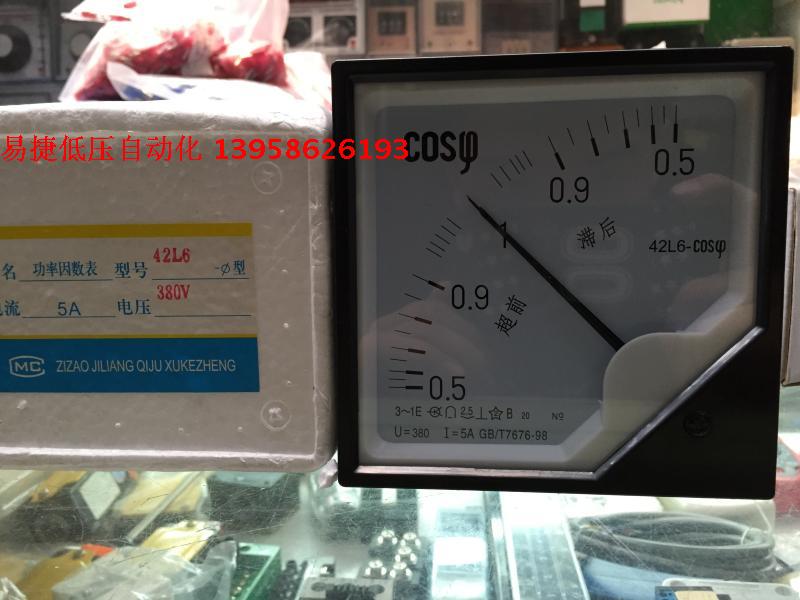 易捷低压自动化 13958626193
名 功率因数表 型号 42L6 -ø型
流 5A 电压 380V
MC ZIZAO JILIANG QIJU XUKEZHENG
cosφ
0.9 0.5
1
滞后
42L6-cosφ
0.9
超前
0.5
3~1E 2.5 B 20 No
U=380 I=5A GB/T7676-98